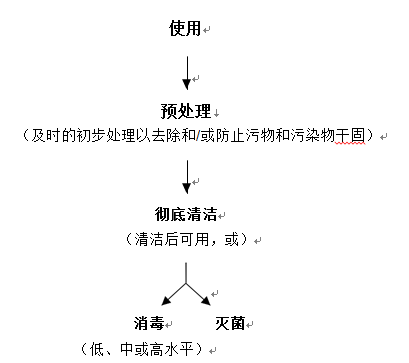 使用
预处理
（及时的初步处理以去除和/或防止污物和污染物干固）
彻底清洁
（清洁后可用，或）
消毒 灭菌
（低、中或高水平）